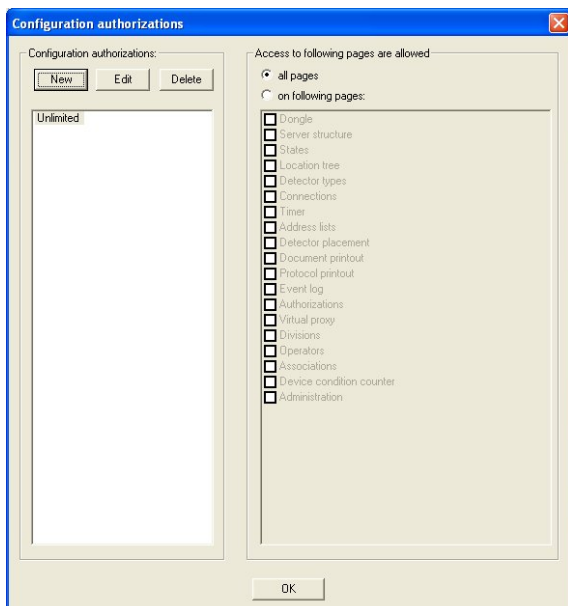 Configuration authorizations
Configuration authorizations:
New Edit Delete
Unlimited
Access to following pages are allowed
all pages
on following pages:
Dongle
Server structure
States
Location tree
Detector types
Connections
Timer
Address lists
Detector placement
Document printout
Protocol printout
Event log
Authorizations
Virtual proxy
Divisions
Operators
Associations
Device condition counter
Administration
OK